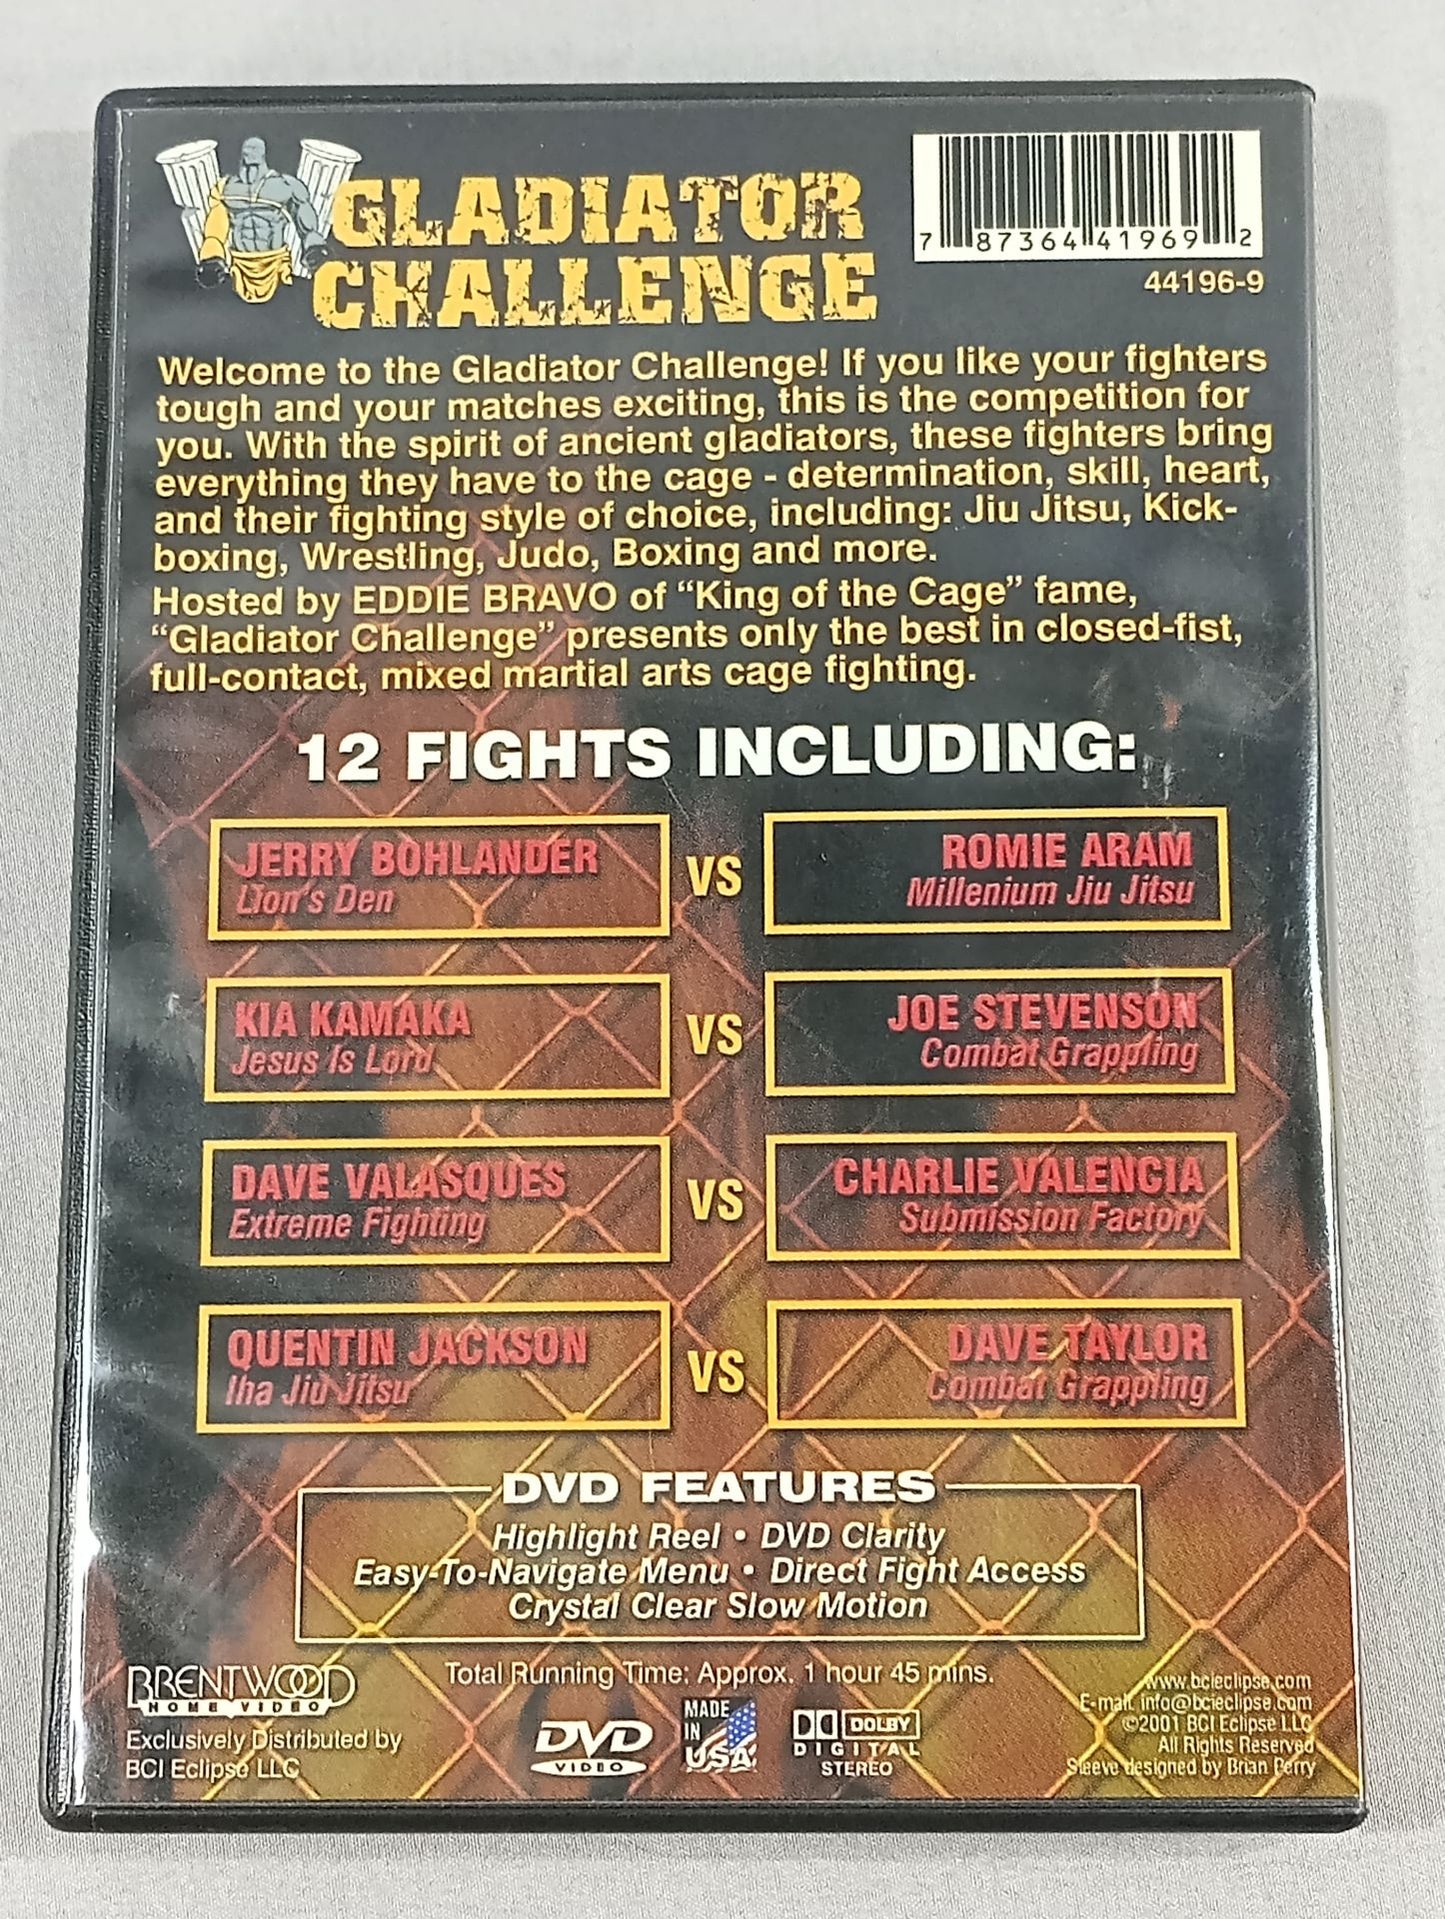 GLADIATOR
CHALLENGE
7 87364 41969 2
44196-9
Welcome to the Gladiator Challenge! If you like your fighters
tough and your matches exciting, this is the competition for
you. With the spirit of ancient gladiators, these fighters bring
everything they have to the cage - determination, skill, heart,
and their fighting style of choice, including: Jiu Jitsu, Kick-
boxing, Wrestling, Judo, Boxing and more.
Hosted by EDDIE BRAVO of “King of the Cage” fame,
“Gladiator Challenge” presents only the best in closed-fist,
full-contact, mixed martial arts cage fighting.
12 FIGHTS INCLUDING:
JERRY BOHLANDER
Lion's Den
VS
ROMIE ARAM
Millenium Jiu Jitsu
KIA KAMAKA
Jesus Is Lord
VS
JOE STEVENSON
Combat Grappling
DAVE VALASQUES
Extreme Fighting
VS
CHARLIE VALENCIA
Submission Factory
QUENTIN JACKSON
Iha Jiu Jitsu
VS
DAVE TAYLOR
Combat Grappling
DVD FEATURES
Highlight Reel • DVD Clarity
Easy-To-Navigate Menu • Direct Fight Access
Crystal Clear Slow Motion
Total Running Time: Approx. 1 hour 45 mins.
BRENTWOOD
HOME VIDEO
Exclusively Distributed by
BCI Eclipse LLC
DVD
VIDEO
MADE
IN
USA
DOLBY
DIGITAL
STEREO
www.bcieclipse.com
E-mail: info@bcieclipse.com
©2001 BCI Eclipse LLC
All Rights Reserved
Sleeve designed by Brian Perry